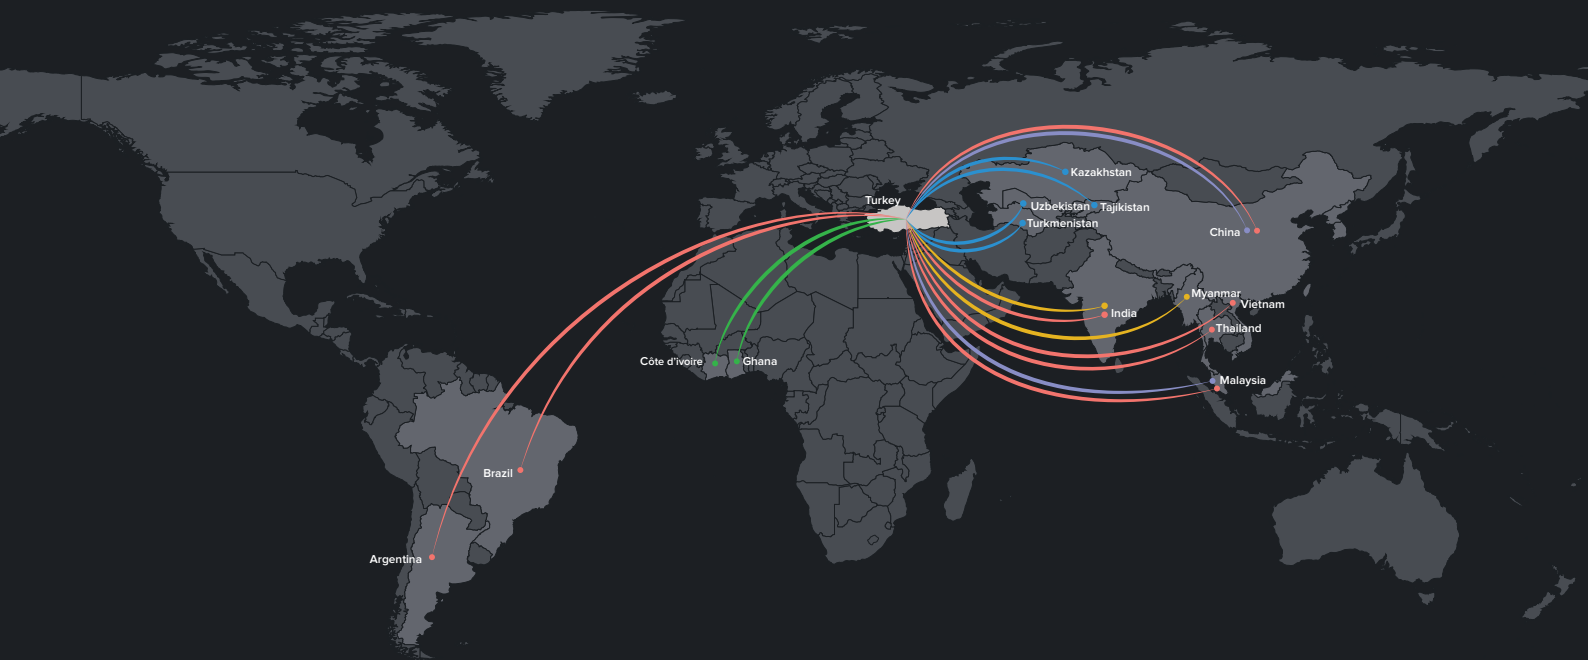 Kazakhstan
Turkey
Uzbekistan
Tajikistan
Turkmenistan
China
Myanmar
Vietnam
India
Thailand
Côte d'ivoire
Ghana
Malaysia
Brazil
Argentina